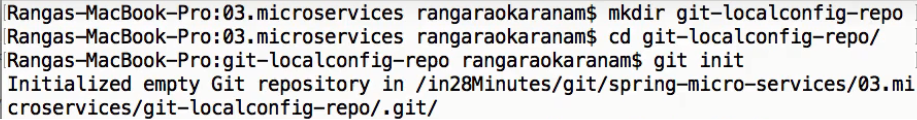 Rangas-MacBook-Pro:03.microservices rangaraokaranam$ mkdir git-localconfig-repo
Rangas-MacBook-Pro:03.microservices rangaraokaranam$ cd git-localconfig-repo/
Rangas-MacBook-Pro:git-localconfig-repo rangaraokaranam$ git init
Initialized empty Git repository in /in28Minutes/git/spring-micro-services/03.mi
croservices/git-localconfig-repo/.git/